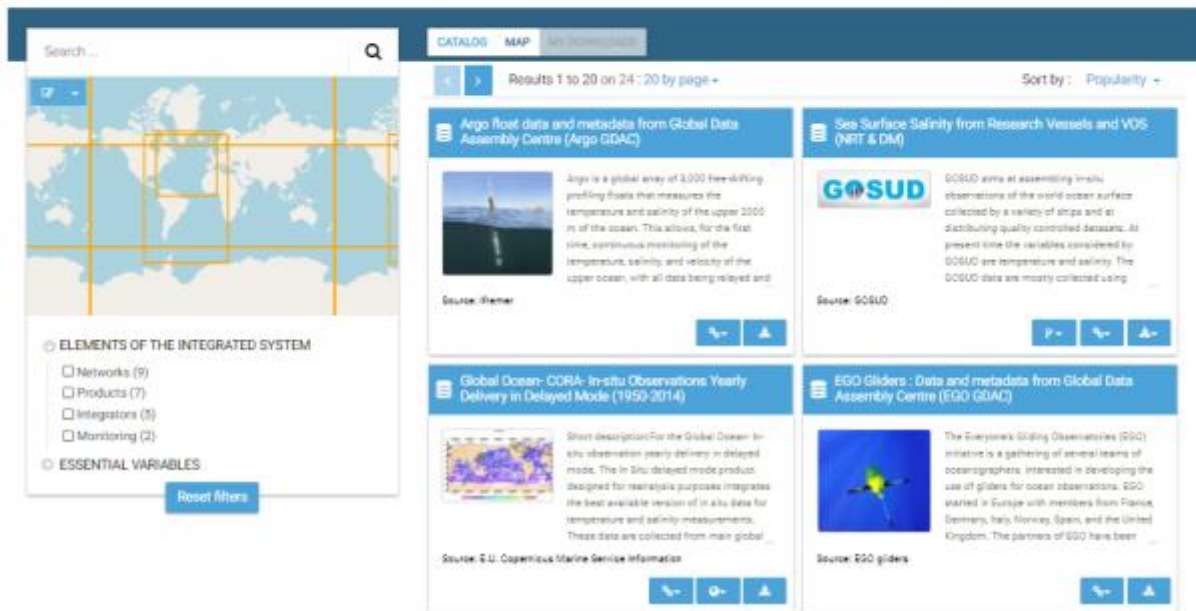 Search ...
CATALOG MAP MY DOWNLOADS
Results 1 to 20 on 24 : 20 by page
Sort by : Popularity
ELEMENTS OF THE INTEGRATED SYSTEM
Networks (9)
Products (7)
Integrators (5)
Monitoring (2)
ESSENTIAL VARIABLES
Reset filters
Argo float data and metadata from Global Data
Assembly Centre (Argo GDAC)
Argo is a global array of 3,000 free-drifting
profiling floats that measures the
temperature and salinity of the upper 2000
m of the ocean. This allows, for the first
time, continuous monitoring of the
temperature, salinity, and velocity of the
upper ocean, with all data being relayed and
Source: Ifremer
Sea Surface Salinity from Research Vessels and VOS
(NRT & DM)
GOSUD
GOSUD aims at assembling in-situ
observations of the world ocean surface
collected by a variety of ships and at
distributing quality controlled datasets. At
present time the variables considered by
GOSUD are temperature and salinity. The
GOSUD data are mostly collected using
Source: GOSUD
Global Ocean- CORA- In-situ Observations Yearly
Delivery in Delayed Mode (1950-2014)
Short description:For the Global Ocean- In-
situ observation yearly delivery in delayed
mode. The In Situ delayed mode product
designed for reanalysis purposes integrates
the best available version of in situ data for
temperature and salinity measurements.
These data are collected from main global
Source: E.U. Copernicus Marine Service Information
EGO Gliders : Data and metadata from Global Data
Assembly Centre (EGO GDAC)
The Everyone's Gliding Observatories (EGO)
initiative is a gathering of several teams of
oceanographers, interested in developing the
use of gliders for ocean observations. EGO
started in Europe with members from France,
Germany, Italy, Norway, Spain, and the United
Kingdom. The partners of EGO have been
Source: EGO gliders